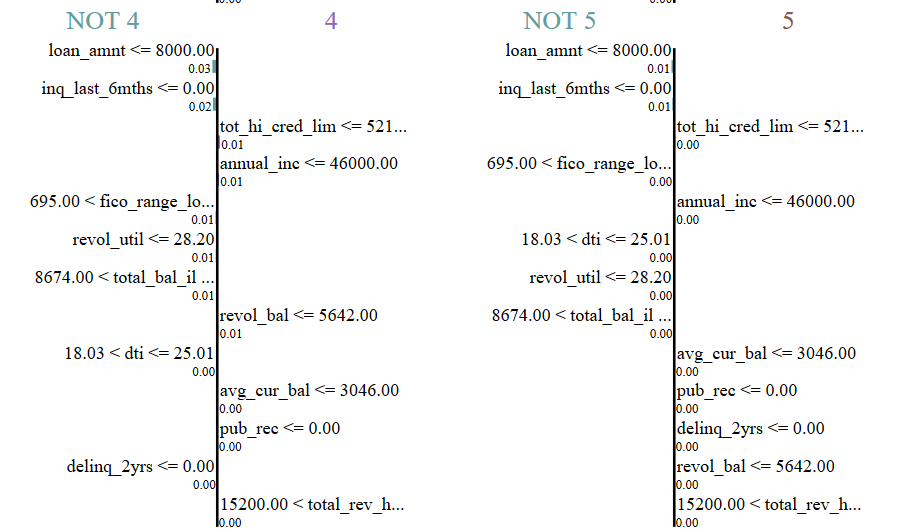 0.00 0.00
NOT 4 4
loan_amnt <= 8000.00
0.03
inq_last_6mths <= 0.00
0.02
tot_hi_cred_lim <= 521...
0.01
annual_inc <= 46000.00
0.01
695.00 < fico_range_lo...
0.01
revol_util <= 28.20
0.01
8674.00 < total_bal_il ...
0.01
revol_bal <= 5642.00
0.01
18.03 < dti <= 25.01
0.00
avg_cur_bal <= 3046.00
0.00
pub_rec <= 0.00
0.00
delinq_2yrs <= 0.00
0.00
15200.00 < total_rev_h...
0.00
NOT 5 5
loan_amnt <= 8000.00
0.01
inq_last_6mths <= 0.00
0.01
tot_hi_cred_lim <= 521...
0.00
695.00 < fico_range_lo...
0.00
annual_inc <= 46000.00
0.00
18.03 < dti <= 25.01
0.00
revol_util <= 28.20
0.00
8674.00 < total_bal_il ...
0.00
avg_cur_bal <= 3046.00
0.00
pub_rec <= 0.00
0.00
delinq_2yrs <= 0.00
0.00
revol_bal <= 5642.00
0.00
15200.00 < total_rev_h...
0.00